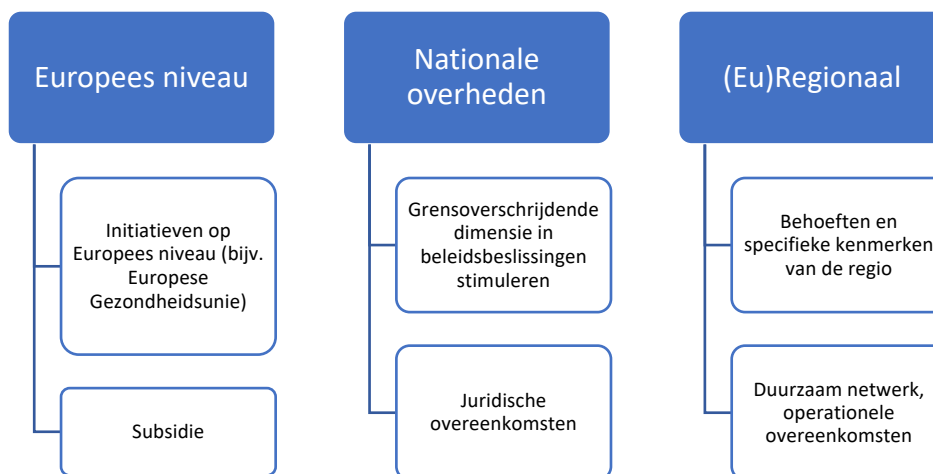 Europees niveau
Initiatieven op
Europees niveau (bijv.
Europese
Gezondheidsunie)
Subsidie
Nationale
overheden
Grensoverschrijdende
dimensie in
beleidsbeslissingen
stimuleren
Juridische
overeenkomsten
(Eu)Regionaal
Behoeften en
specifieke kenmerken
van de regio
Duurzaam netwerk,
operationele
overeenkomsten